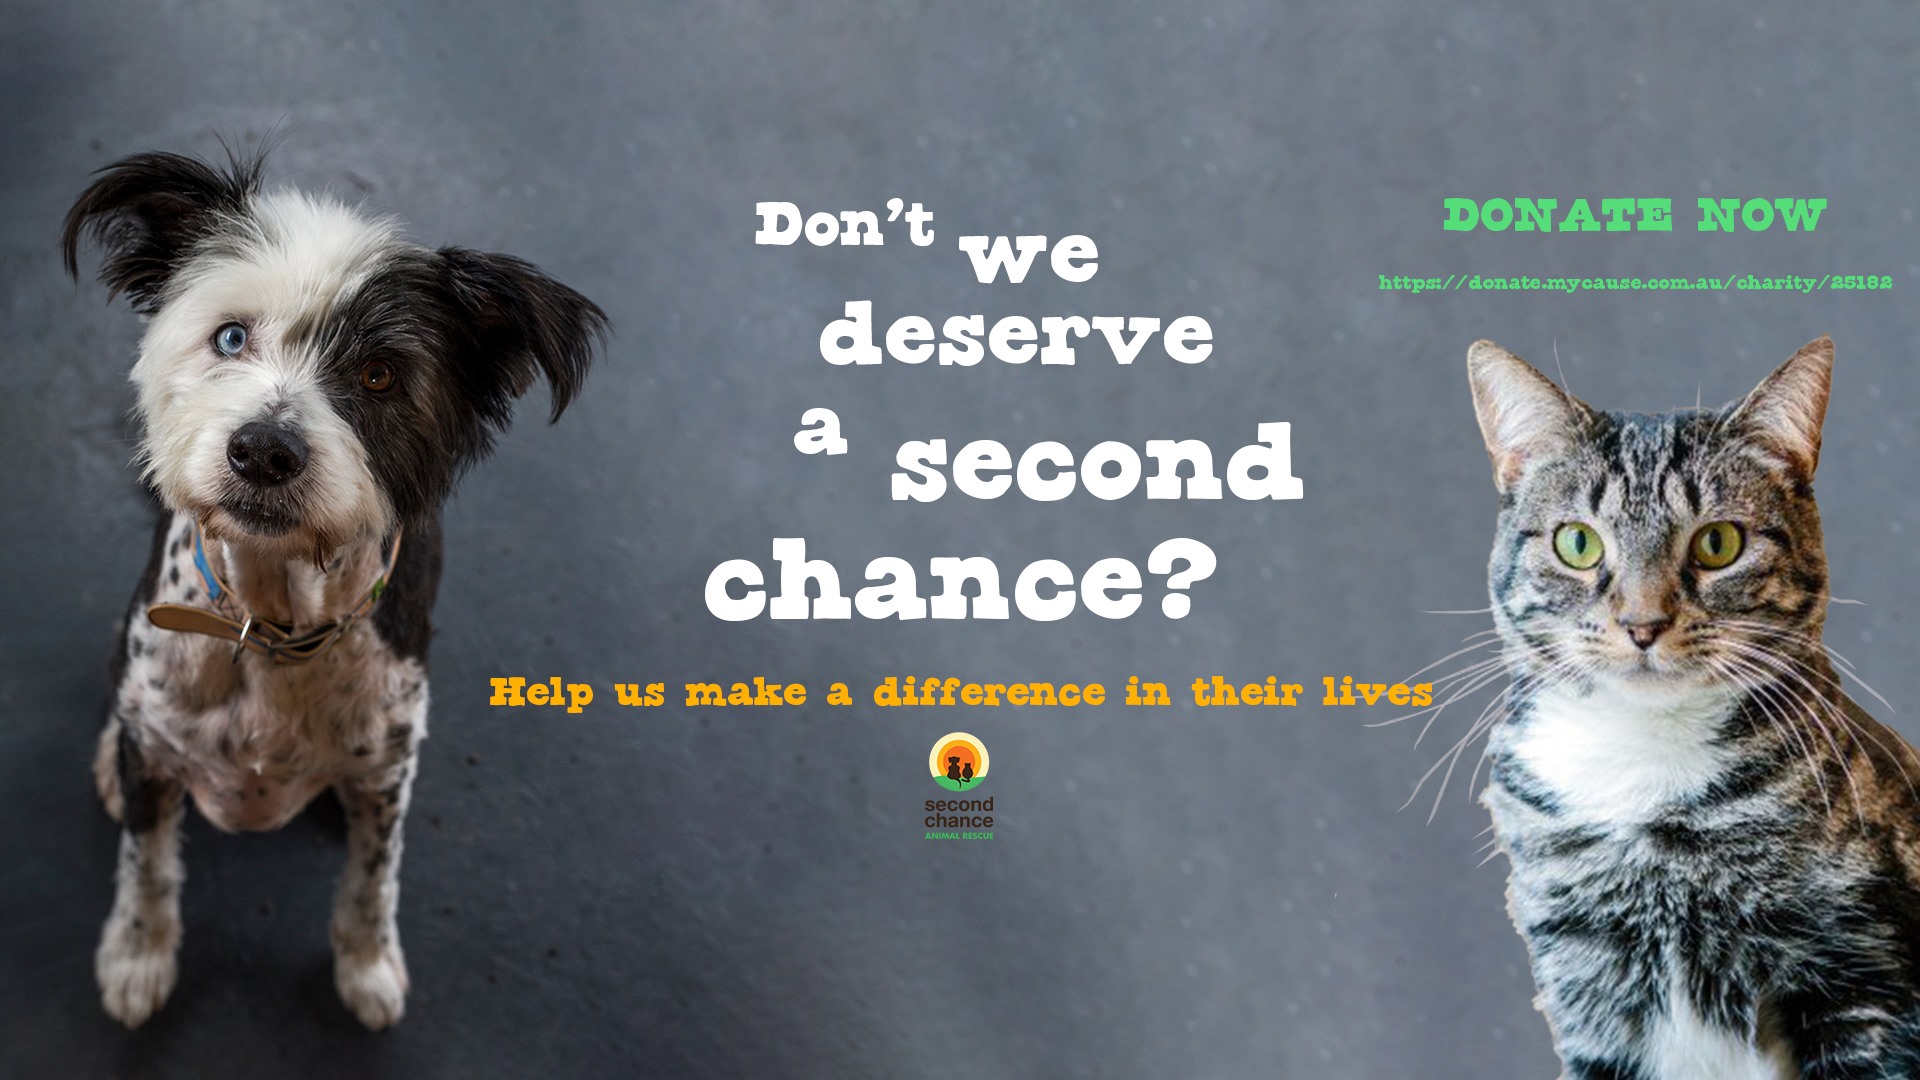 Don't we
deserve
a second
chance?
Help us make a difference in their lives
second
chance
ANIMAL RESCUE
DONATE NOW
https://donate.mycause.com.au/charity/25182